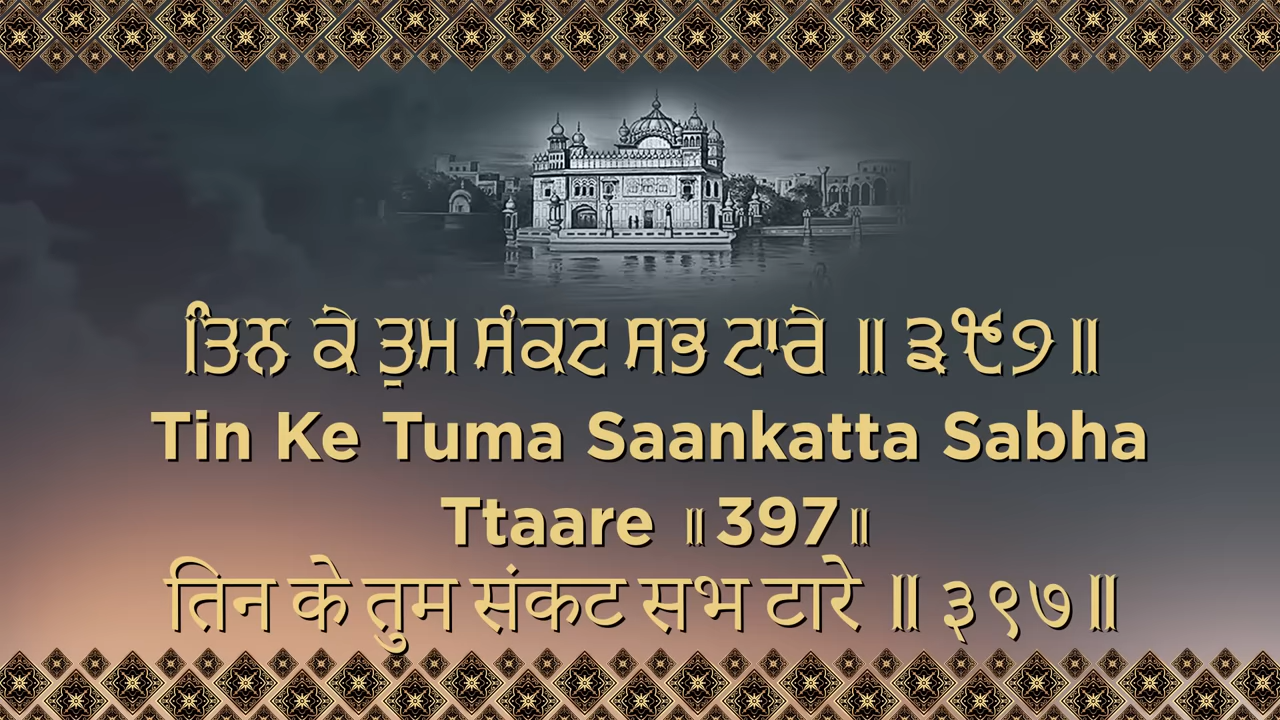 ਤਿਨ ਕੇ ਤੁਮ ਸੰਕਟ ਸਭ ਟਾਰੇ ॥ ੩੯੭॥
Tin Ke Tuma Saankatta Sabha
Ttaare ॥397॥
तिन के तुम संकट सभ टारे ॥ ३९७॥